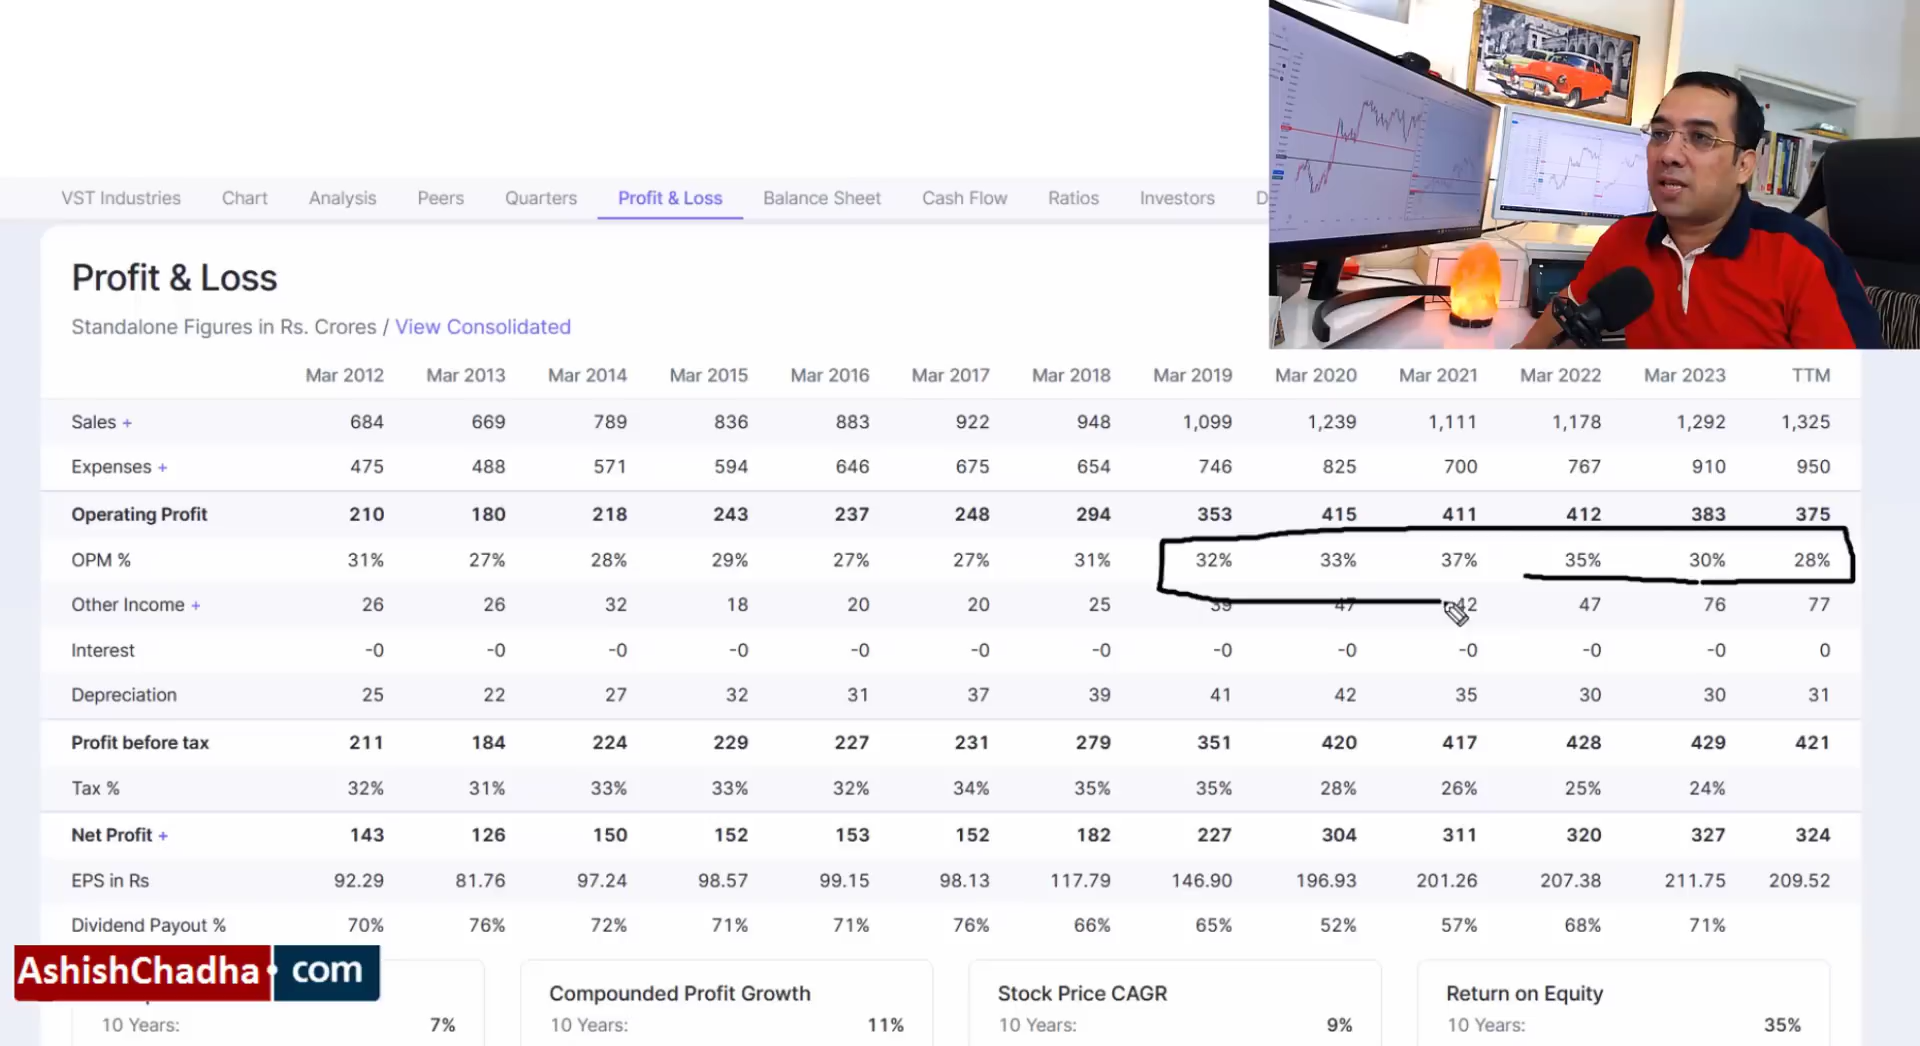 VST Industries Chart Analysis Peers Quarters Profit & Loss Balance Sheet Cash Flow Ratios Investors
Profit & Loss
Standalone Figures in Rs. Crores / View Consolidated
Mar 2012 Mar 2013 Mar 2014 Mar 2015 Mar 2016 Mar 2017 Mar 2018 Mar 2019 Mar 2020 Mar 2021 Mar 2022 Mar 2023 TTM
Sales + 684 669 789 836 883 922 948 1,099 1,239 1,111 1,178 1,292 1,325
Expenses + 475 488 571 594 646 675 654 746 825 700 767 910 950
Operating Profit 210 180 218 243 237 248 294 353 415 411 412 383 375
OPM % 31% 27% 28% 29% 27% 27% 31% 32% 33% 37% 35% 30% 28%
Other Income + 26 26 32 18 20 20 25 39 47 42 47 76 77
Interest -0 -0 -0 -0 -0 -0 -0 -0 -0 -0 -0 -0 0
Depreciation 25 22 27 32 31 37 39 41 42 35 30 30 31
Profit before tax 211 184 224 229 227 231 279 351 420 417 428 429 421
Tax % 32% 31% 33% 33% 32% 34% 35% 35% 28% 26% 25% 24%
Net Profit + 143 126 150 152 153 152 182 227 304 311 320 327 324
EPS in Rs 92.29 81.76 97.24 98.57 99.15 98.13 117.79 146.90 196.93 201.26 207.38 211.75 209.52
Dividend Payout % 70% 76% 72% 71% 71% 76% 66% 65% 52% 57% 68% 71%
AshishChadha.com
Compounded Profit Growth Stock Price CAGR Return on Equity
10 Years: 7% 10 Years: 11% 10 Years: 9% 10 Years: 35%